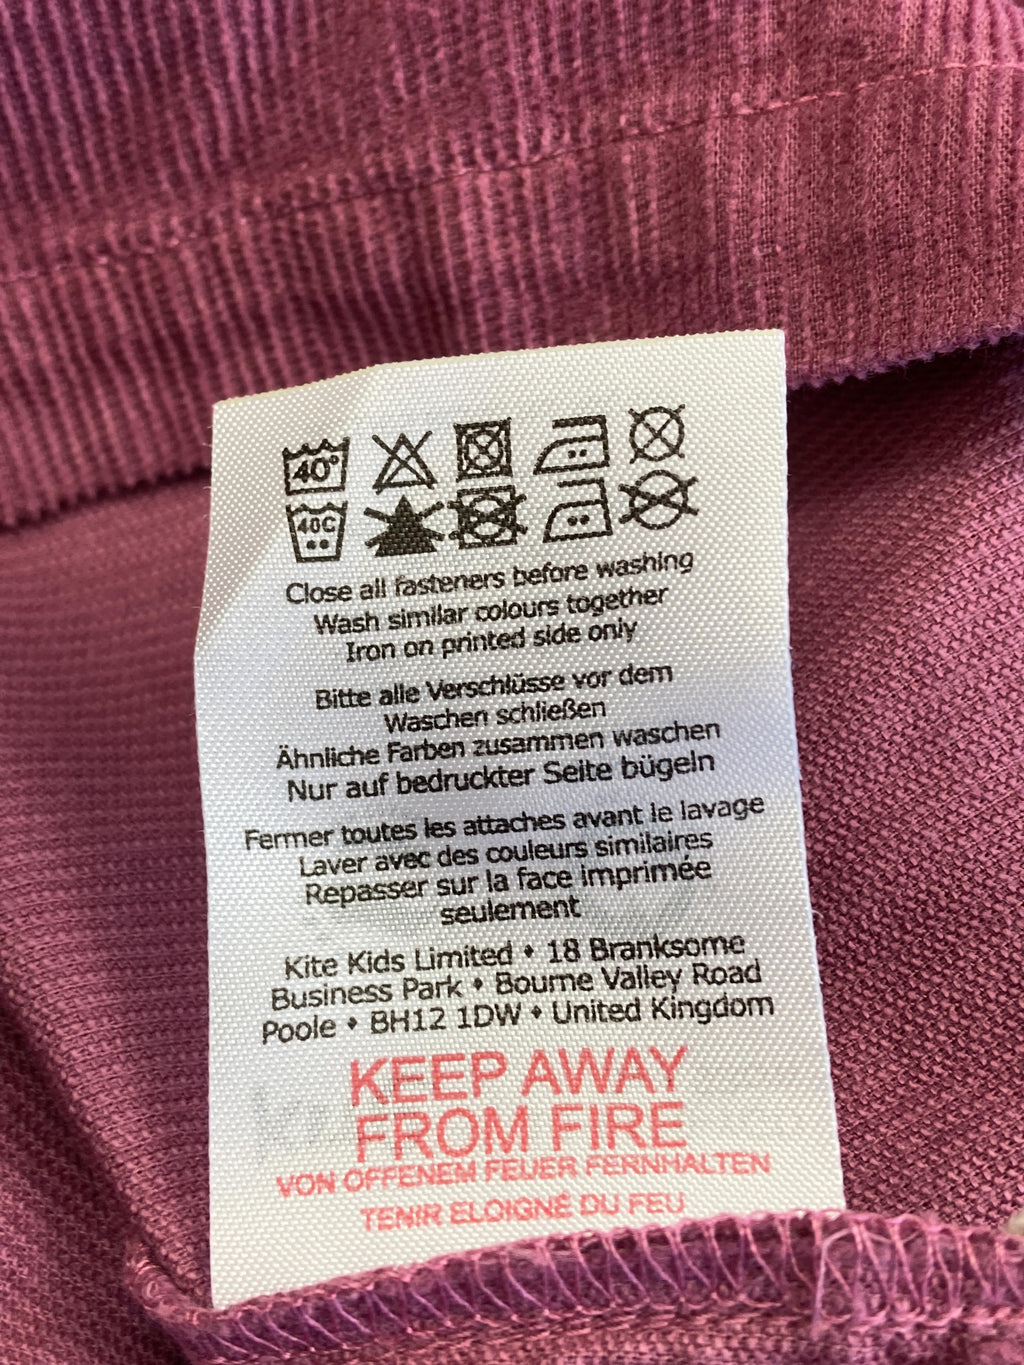 40°
40C
Close all fasteners before washing
Wash similar colours together
Iron on printed side only
Bitte alle Verschlüsse vor dem
Waschen schließen
Ähnliche Farben zusammen waschen
Nur auf bedruckter Seite bügeln
Fermer toutes les attaches avant le lavage
Laver avec des couleurs similaires
Repasser sur la face imprimée
seulement
Kite Kids Limited • 18 Branksome
Business Park • Bourne Valley Road
Poole • BH12 1DW • United Kingdom
KEEP AWAY
FROM FIRE
VON OFFENEM FEUER FERNHALTEN
TENIR ELOIGNÉ DU FEU